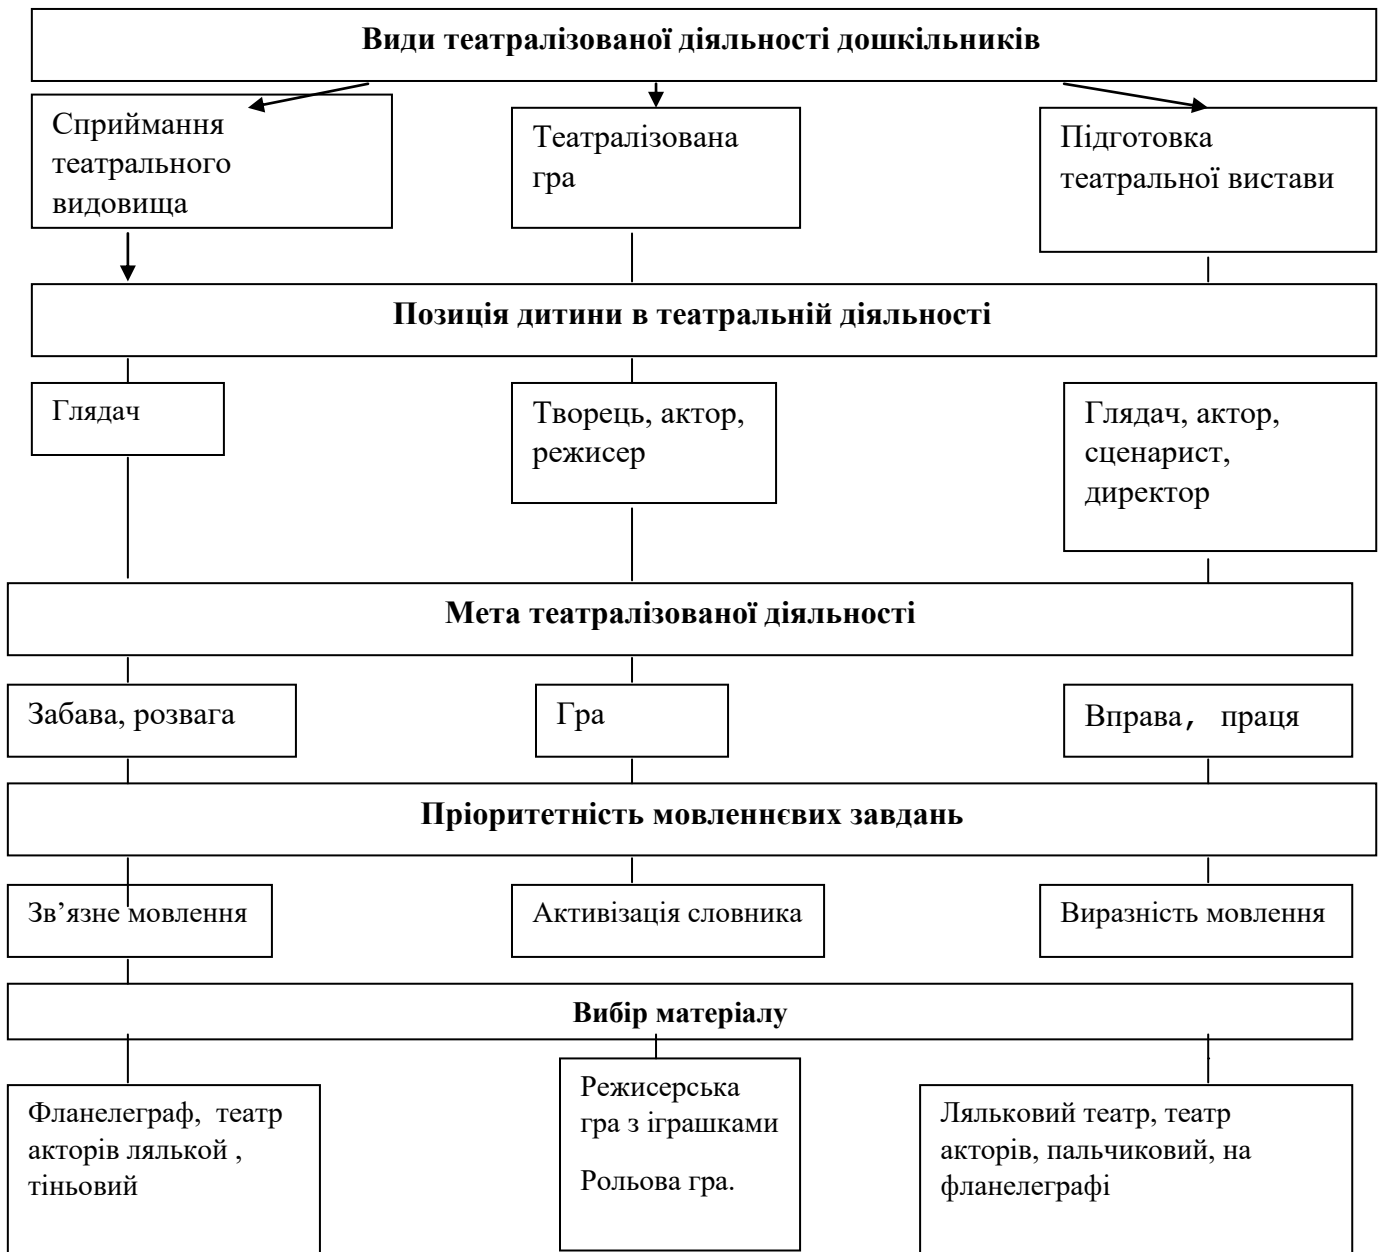 Види театралізованої діяльності дошкільників
Сприймання
театрального
видовища
Театралізована
гра
Підготовка
театральної вистави
Позиція дитини в театральній діяльності
Глядач
Творець, актор,
режисер
Глядач, актор,
сценарист,
директор
Мета театралізованої діяльності
Забава, розвага
Гра
Вправа, праця
Пріоритетність мовленнєвих завдань
Зв’язне мовлення
Активізація словника
Виразність мовлення
Вибір матеріалу
Фланелеграф, театр
акторів лялькой ,
тіньовий
Режисерська
гра з іграшками
Рольова гра.
Ляльковий театр, театр
акторів, пальчиковий, на
фланелеграфі